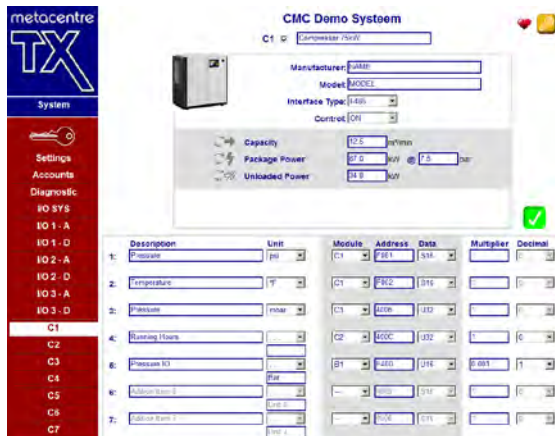 metacentre
TX
System
Settings
Accounts
Diagnostic
I/O SYS
I/O 1 - A
I/O 1 - D
I/O 2 - A
I/O 2 - D
I/O 3 - A
I/O 3 - D
C1
C2
C3
C4
C5
C6
C7
CMC Demo Systeem
C1 Compressor 75kW
Manufacturer: NAME
Model: MODEL
Interface Type:
Control: ON
Capacity 12.5 m³/min
Package Power 87.0 kW @ 7.5 bar
Unloaded Power kW
Description Unit Module Address Data Multiplier Decimal
1: Pressure psi C1 F001 S16 0
2: Temperature °F C1 F002 S16
3: Pressure mbar C1 U32
4: Running Hours C2 400C U32 1 0
5: Pressure IO Bar B1 U16 0.001 1
6: --- S16
7: ---